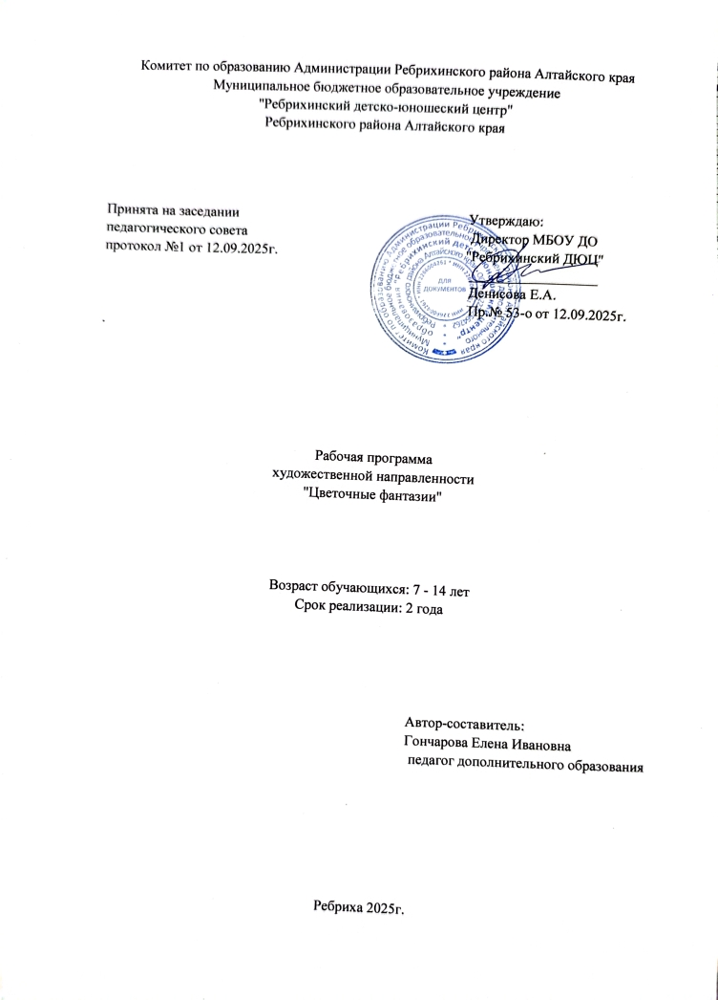 Комитет по образованию Администрации Ребрихинского района Алтайского края
Муниципальное бюджетное образовательное учреждение
"Ребрихинский детско-юношеский центр"
Ребрихинского района Алтайского края
Принята на заседании
педагогического совета
протокол №1 от 12.09.2025г.
Утверждаю:
Директор МБОУ ДО
"Ребрихинский ДЮЦ"
Денисова Е.А.
Пр.№ 53-о от 12.09.2025г.
ДЛЯ
ДОКУМЕНТОВ
Рабочая программа
художественной направленности
"Цветочные фантазии"
Возраст обучающихся: 7 - 14 лет
Срок реализации: 2 года
Автор-составитель:
Гончарова Елена Ивановна
педагог дополнительного образования
Ребриха 2025г.